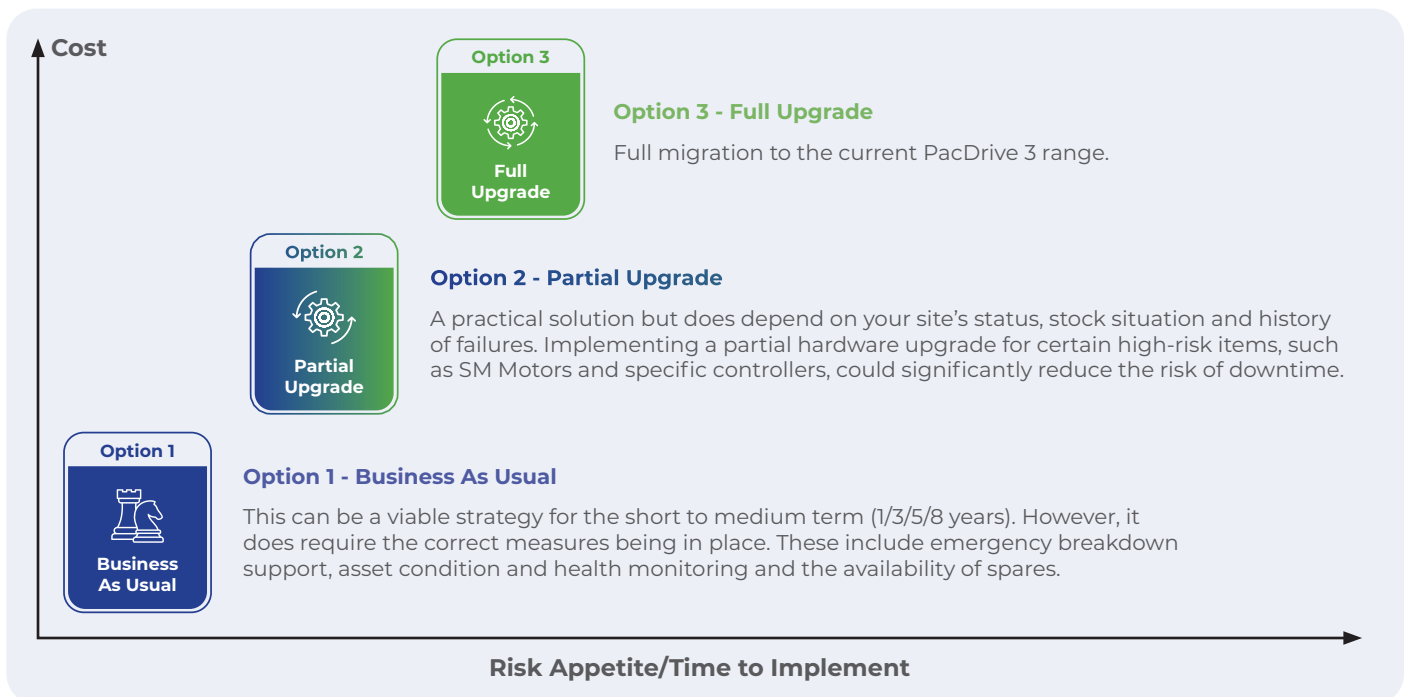 Cost
Option 3
Full
Upgrade
Option 3 - Full Upgrade
Full migration to the current PacDrive 3 range.
Option 2
Partial
Upgrade
Option 2 - Partial Upgrade
A practical solution but does depend on your site's status, stock situation and history
of failures. Implementing a partial hardware upgrade for certain high-risk items, such
as SM Motors and specific controllers, could significantly reduce the risk of downtime.
Option 1
Business
As Usual
Option 1 - Business As Usual
This can be a viable strategy for the short to medium term (1/3/5/8 years). However, it
does require the correct measures being in place. These include emergency breakdown
support, asset condition and health monitoring and the availability of spares.
Risk Appetite/Time to Implement